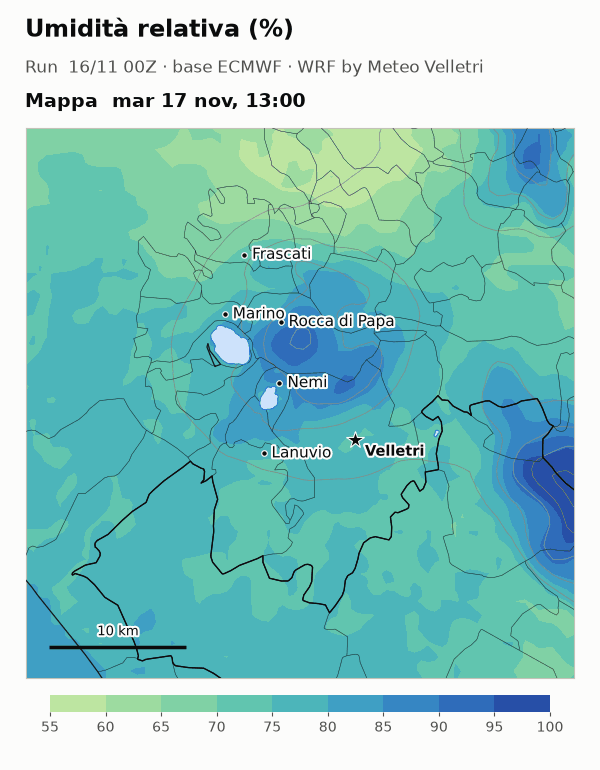 Umidità relativa (%)
Run  16/11 00Z · base ECMWF · WRF by Meteo Velletri
Mappa  mar 17 nov, 13:00
Frascati
Marino
Rocca di Papa
Nemi
Velletri
Lanuvio
10 km
55 60 65 70 75 80 85 90 95 100